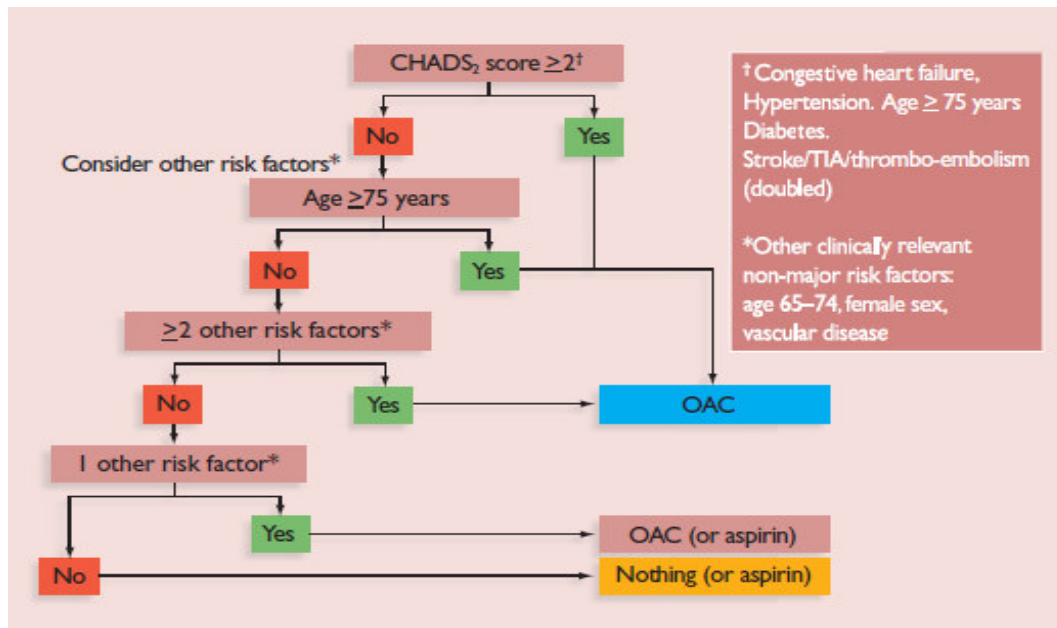 CHADS₂ score ≥2†
No
Yes
Consider other risk factors*
Age ≥75 years
No
Yes
≥2 other risk factors*
No
Yes
OAC
1 other risk factor*
Yes
OAC (or aspirin)
No
Nothing (or aspirin)
† Congestive heart failure,
Hypertension. Age ≥ 75 years
Diabetes.
Stroke/TIA/thrombo-embolism
(doubled)
*Other clinically relevant
non-major risk factors:
age 65–74, female sex,
vascular disease